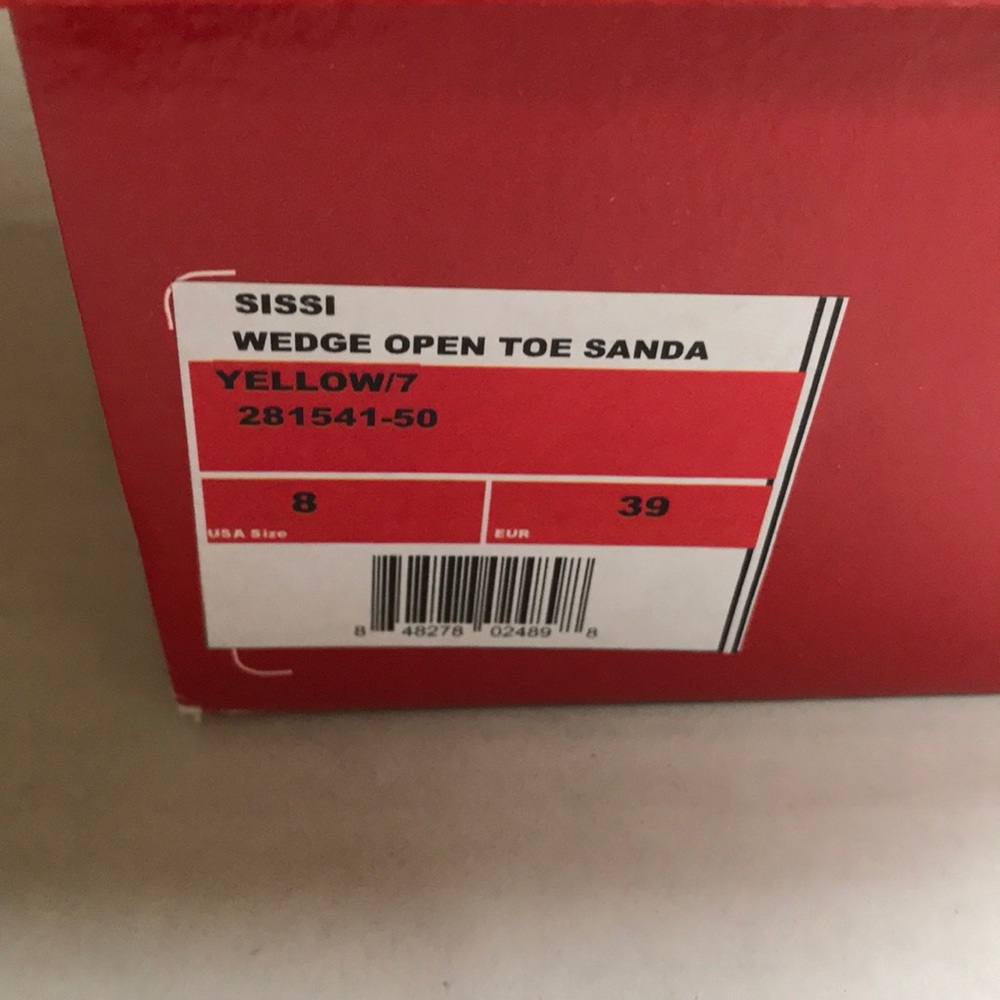 SISSI
WEDGE OPEN TOE SANDA
YELLOW/7
281541-50
8
USA Size
39
EUR
8 48278 02489 8